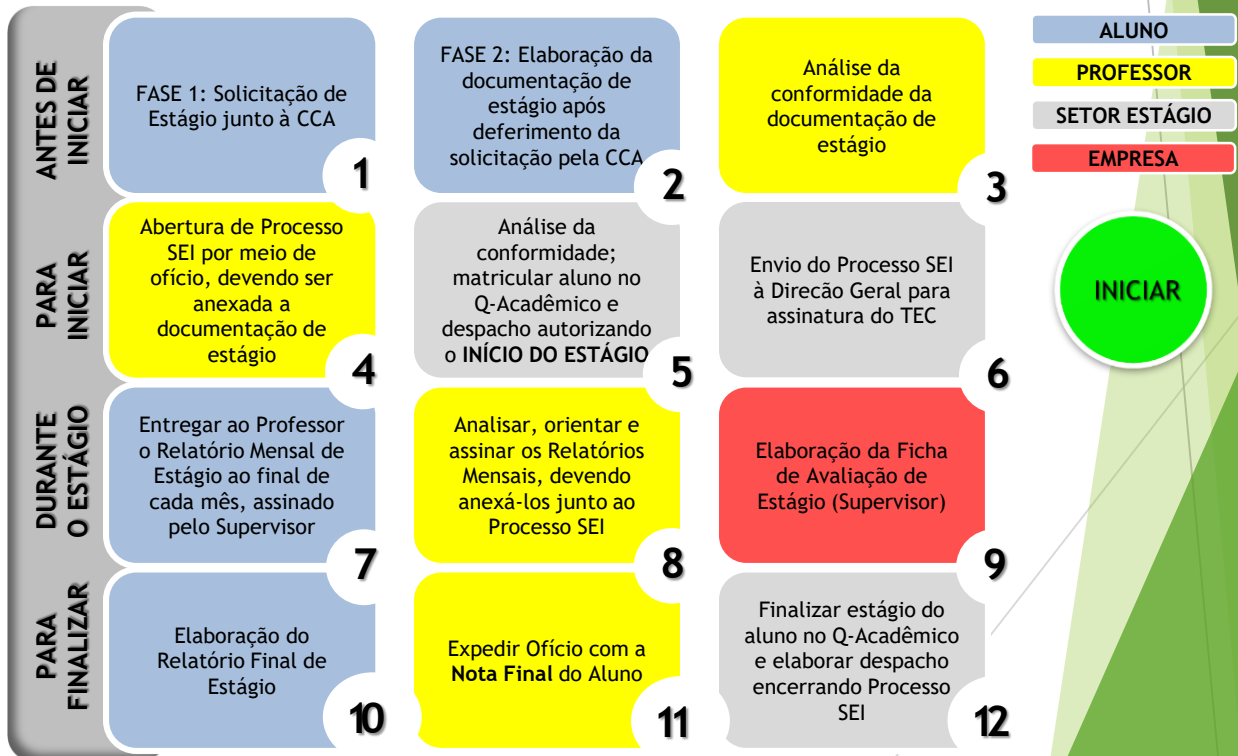 ANTES DE
INICIAR
FASE 1: Solicitação de
Estágio junto à CCA
1
FASE 2: Elaboração da
documentação de
estágio após
deferimento da
solicitação pela CCA
2
Análise da
conformidade da
documentação de
estágio
3
PARA
INICIAR
Abertura de Processo
SEI por meio de
ofício, devendo ser
anexada a
documentação de
estágio
4
Análise da
conformidade;
matricular aluno no
Q-Acadêmico e
despacho autorizando
o INÍCIO DO ESTÁGIO
5
Envio do Processo SEI
à Direcão Geral para
assinatura do TEC
6
DURANTE
O ESTÁGIO
Entregar ao Professor
o Relatório Mensal de
Estágio ao final de
cada mês, assinado
pelo Supervisor
7
Analisar, orientar e
assinar os Relatórios
Mensais, devendo
anexá-los junto ao
Processo SEI
8
Elaboração da Ficha
de Avaliação de
Estágio (Supervisor)
9
PARA
FINALIZAR
Elaboração do
Relatório Final de
Estágio
10
Expedir Ofício com a
Nota Final do Aluno
11
Finalizar estágio do
aluno no Q-Acadêmico
e elaborar despacho
encerrando Processo
SEI
12
ALUNO
PROFESSOR
SETOR ESTÁGIO
EMPRESA
INICIAR